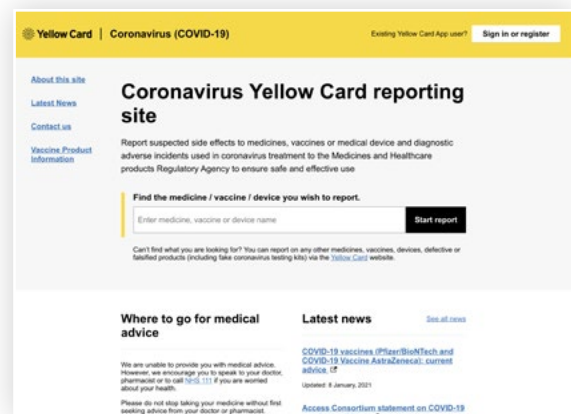 Yellow Card | Coronavirus (COVID-19)
Existing Yellow Card App user?
Sign in or register
About this site
Latest News
Contact us
Vaccine Product
Information
Coronavirus Yellow Card reporting
site
Report suspected side effects to medicines, vaccines or medical device and diagnostic
adverse incidents used in coronavirus treatment to the Medicines and Healthcare
products Regulatory Agency to ensure safe and effective use
Find the medicine / vaccine / device you wish to report.
Enter medicine, vaccine or device name
Start report
Can't find what you are looking for? You can report on any other medicines, vaccines, devices, defective or
falsified products (including fake coronavirus testing kits) via the Yellow Card website.
Where to go for medical
advice
We are unable to provide you with medical advice.
However, we encourage you to speak to your doctor,
pharmacist or to call NHS 111 if you are worried
about your health.
Please do not stop taking your medicine without first
seeking advice from your doctor or pharmacist.
Latest news
See all news
COVID-19 vaccines (Pfizer/BioNTech and
COVID-19 Vaccine AstraZeneca): current
advice
Updated: 8 January, 2021
Access Consortium statement on COVID-19